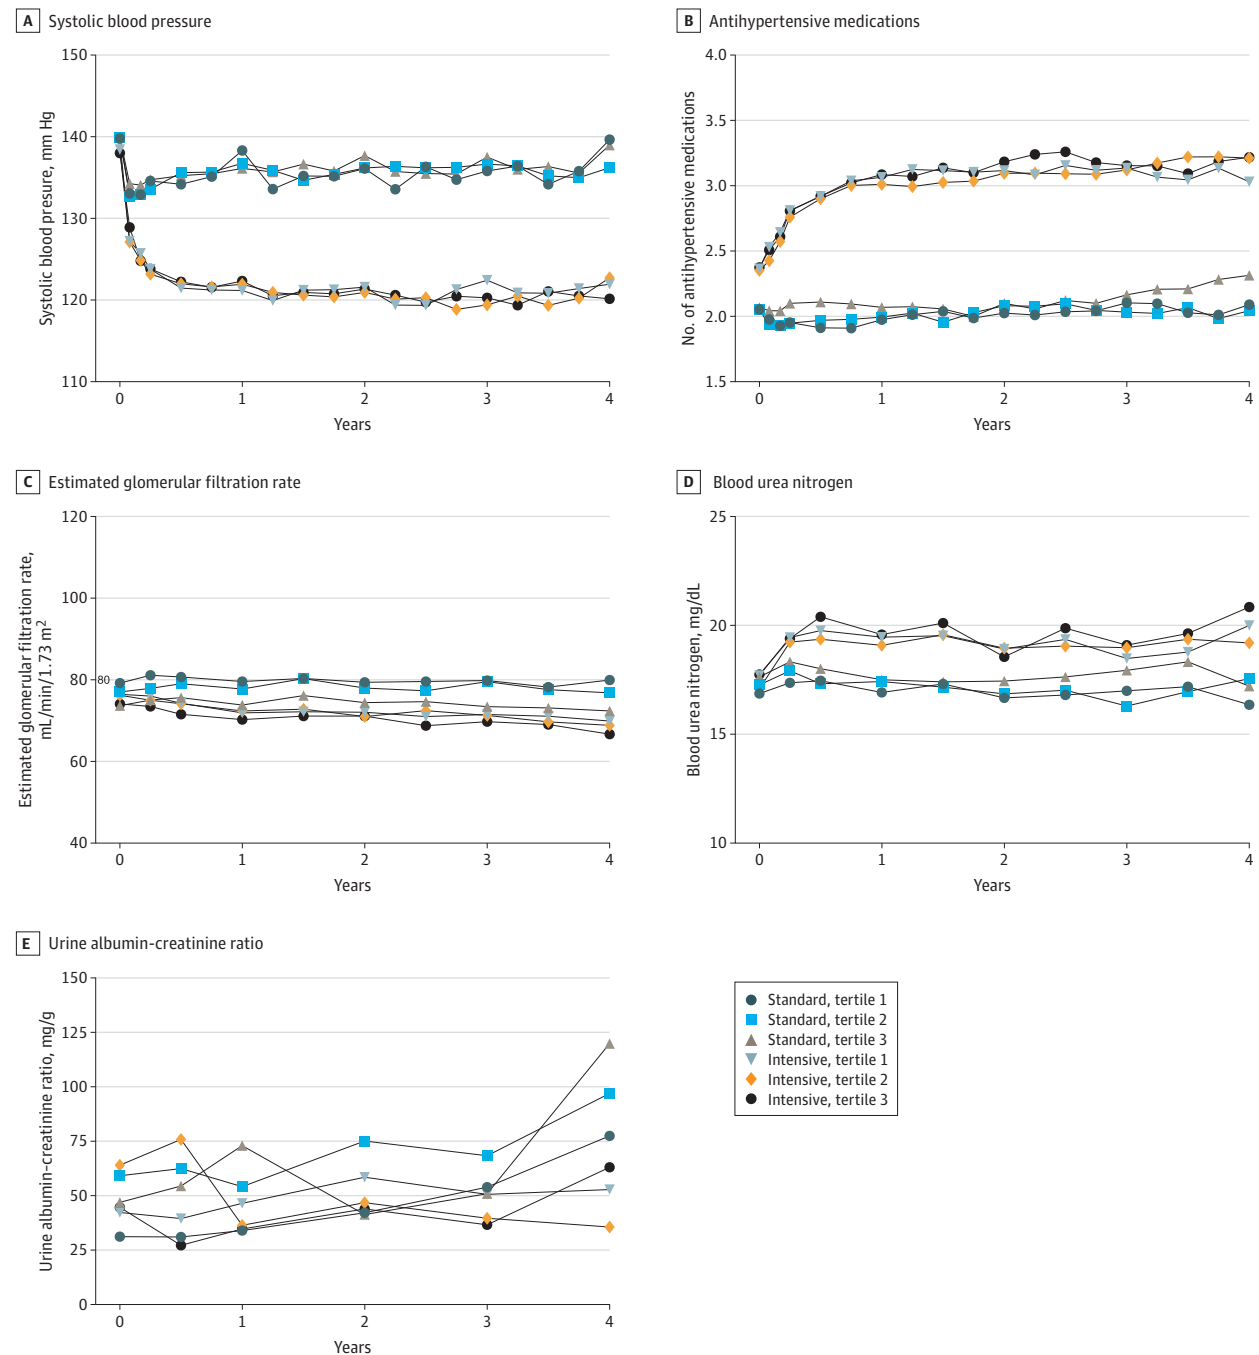 A Systolic blood pressure
150
140
130
120
110
Systolic blood pressure, mm Hg
0 1 2 3 4
Years
B Antihypertensive medications
4.0
3.5
3.0
2.5
2.0
1.5
No. of antihypertensive medications
0 1 2 3 4
Years
C Estimated glomerular filtration rate
120
100
80
80
60
40
Estimated glomerular filtration rate,
mL/min/1.73 m²
0 1 2 3 4
Years
D Blood urea nitrogen
25
20
15
10
Blood urea nitrogen, mg/dL
0 1 2 3 4
Years
E Urine albumin-creatinine ratio
150
125
100
75
50
25
0
Urine albumin-creatinine ratio, mg/g
0 1 2 3 4
Years
Standard, tertile 1
Standard, tertile 2
Standard, tertile 3
Intensive, tertile 1
Intensive, tertile 2
Intensive, tertile 3